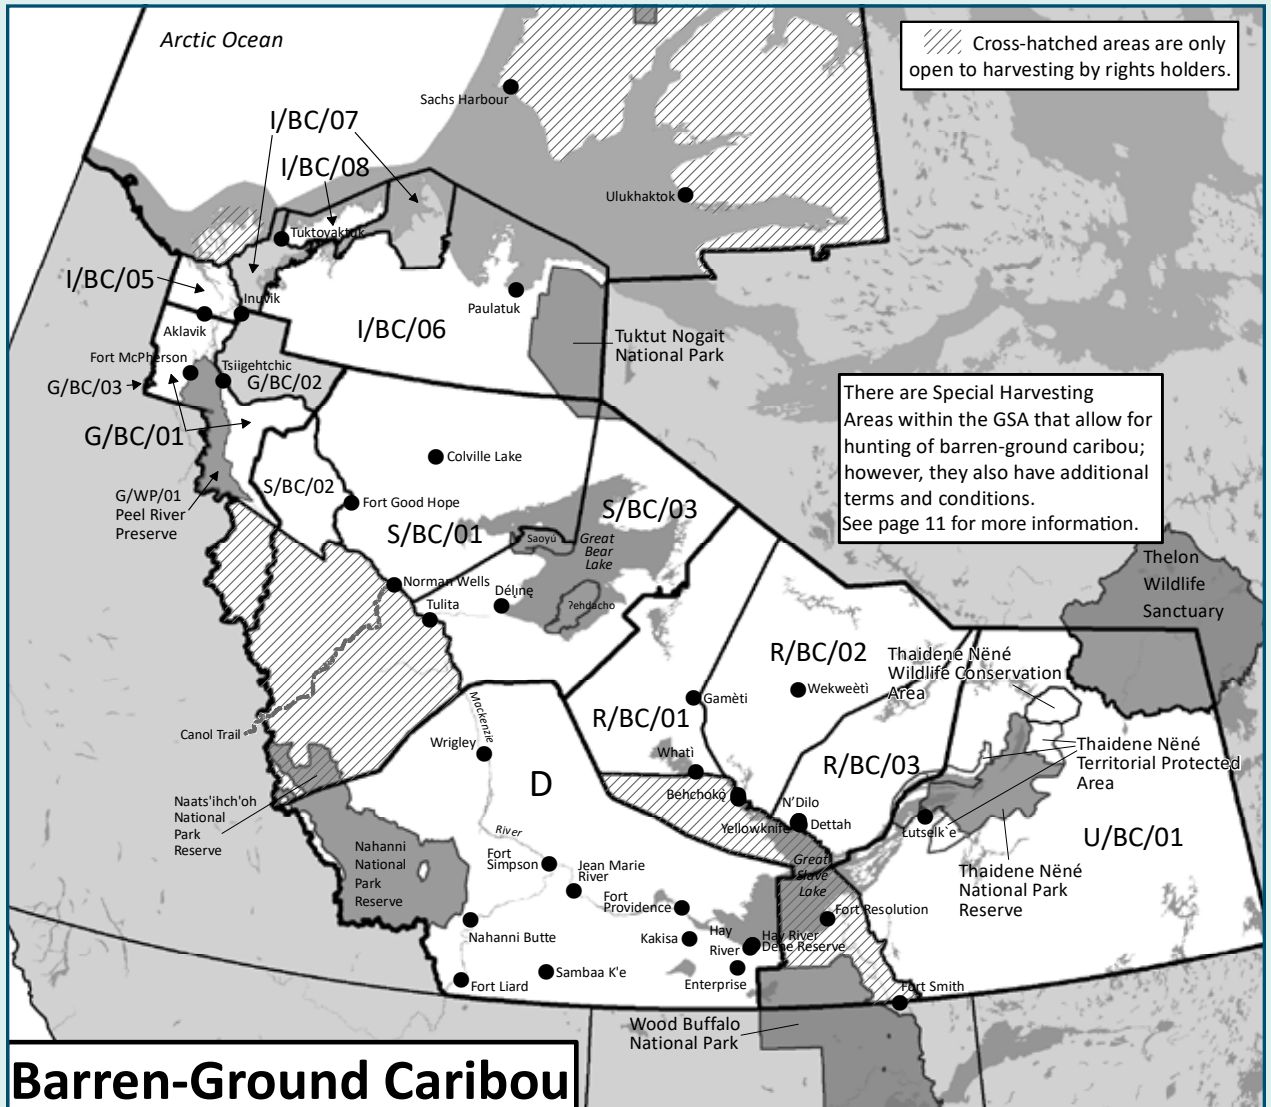 Arctic Ocean
Cross-hatched areas are only
open to harvesting by rights holders.
Sachs Harbour
I/BC/07
I/BC/08
Ulukhaktok
Tuktoyaktuk
I/BC/05
Inuvik
Paulatuk
Aklavik
I/BC/06
Tuktut Nogait
National Park
Fort McPherson
Tsiigehtchic
G/BC/03
G/BC/02
There are Special Harvesting
Areas within the GSA that allow for
hunting of barren-ground caribou;
however, they also have additional
terms and conditions.
See page 11 for more information.
G/BC/01
Colville Lake
S/BC/02
G/WP/01
Peel River
Preserve
Fort Good Hope
S/BC/01
S/BC/03
Saoyú
Great
Bear
Lake
Thelon
Wildlife
Sanctuary
Norman Wells
Délı̨nę
Tulita
Ɂehdacho
R/BC/02
Thaidene Nëné
Wildlife Conservation
Area
Wekweètì
Gamètì
R/BC/01
Mackenzie
Canol Trail
Wrigley
Whatì
Thaidene Nëné
Territorial Protected
Area
R/BC/03
D
Naats'ihch'oh
National
Park
Reserve
Behchokǫ̀
N'Dilo
Yellowknife
Dettah
Łutselk`e
U/BC/01
River
Nahanni
National
Park
Reserve
Fort
Simpson
Jean Marie
River
Great
Slave
Lake
Thaidene Nëné
National Park
Reserve
Fort
Providence
Fort Resolution
Nahanni Butte
Kakisa
Hay
River
Hay River
Dene Reserve
Sambaa K'e
Fort Liard
Enterprise
Fort Smith
Wood Buffalo
National Park
Barren-Ground Caribou